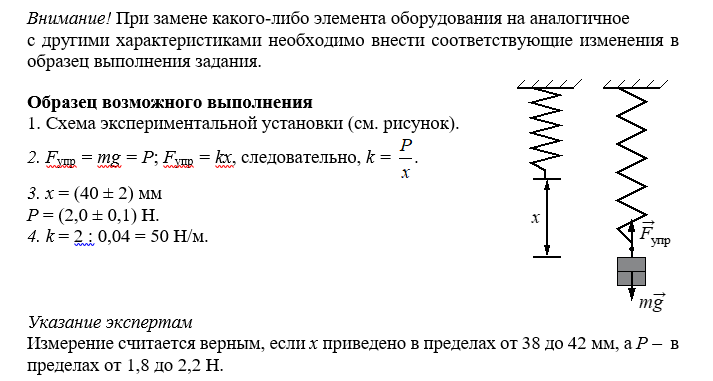 Внимание! При замене какого-либо элемента оборудования на аналогичное
с другими характеристиками необходимо внести соответствующие изменения в
образец выполнения задания.
Образец возможного выполнения
1. Схема экспериментальной установки (см. рисунок).
2. Fупр = mg = P; Fупр = kx, следовательно, k = P/x.
3. x = (40 ± 2) мм
P = (2,0 ± 0,1) Н.
4. k = 2 : 0,04 = 50 Н/м.
x
F⃗упр
mg⃗
Указание экспертам
Измерение считается верным, если x приведено в пределах от 38 до 42 мм, а P – в
пределах от 1,8 до 2,2 Н.